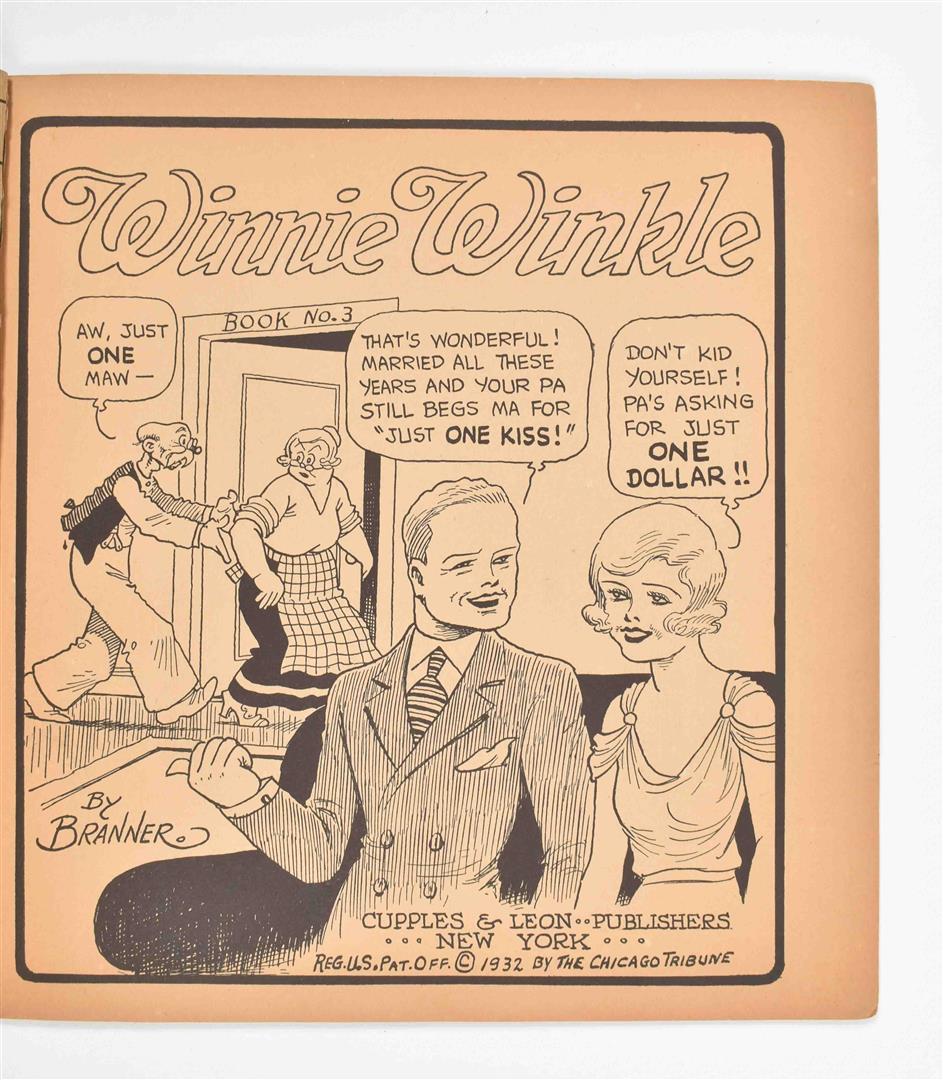 Winnie Winkle
BOOK NO. 3
AW, JUST
ONE
MAW —
THAT'S WONDERFUL!
MARRIED ALL THESE
YEARS AND YOUR PA
STILL BEGS MA FOR
"JUST ONE KISS!"
DON'T KID
YOURSELF!
PA'S ASKING
FOR JUST
ONE
DOLLAR!!
BY
BRANNER.
CUPPLES & LEON··PUBLISHERS
··· NEW YORK ···
REG.U.S.PAT.OFF. © 1932 BY THE CHICAGO TRIBUNE